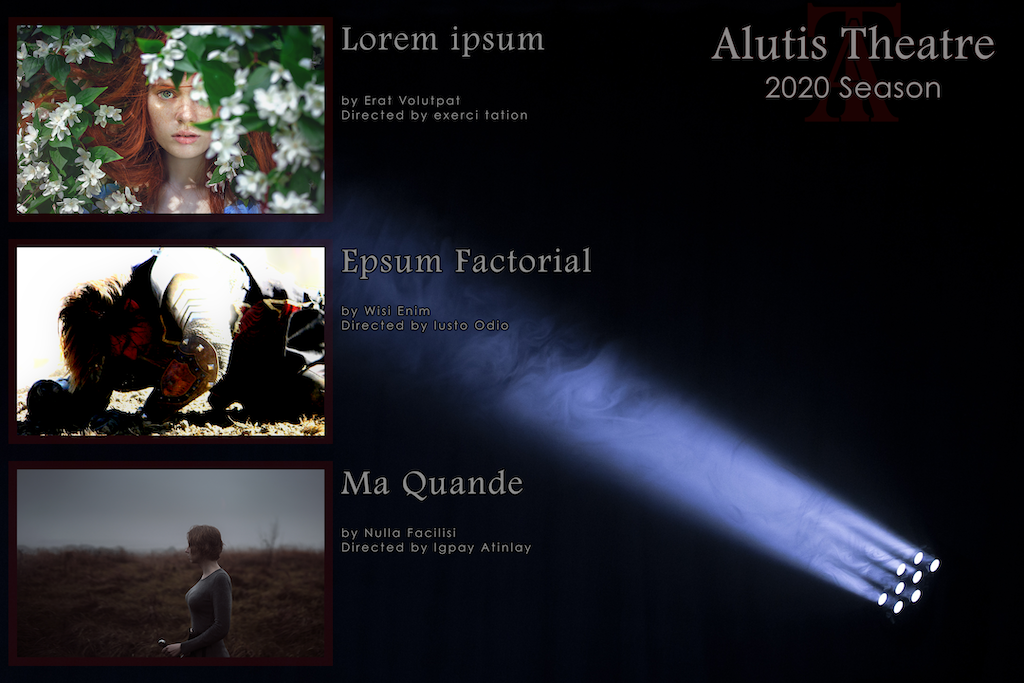 Lorem ipsum
by Erat Volutpat
Directed by exerci tation
Alutis Theatre
2020 Season
Epsum Factorial
by Wisi Enim
Directed by Iusto Odio
Ma Quande
by Nulla Facilisi
Directed by Igpay Atinlay